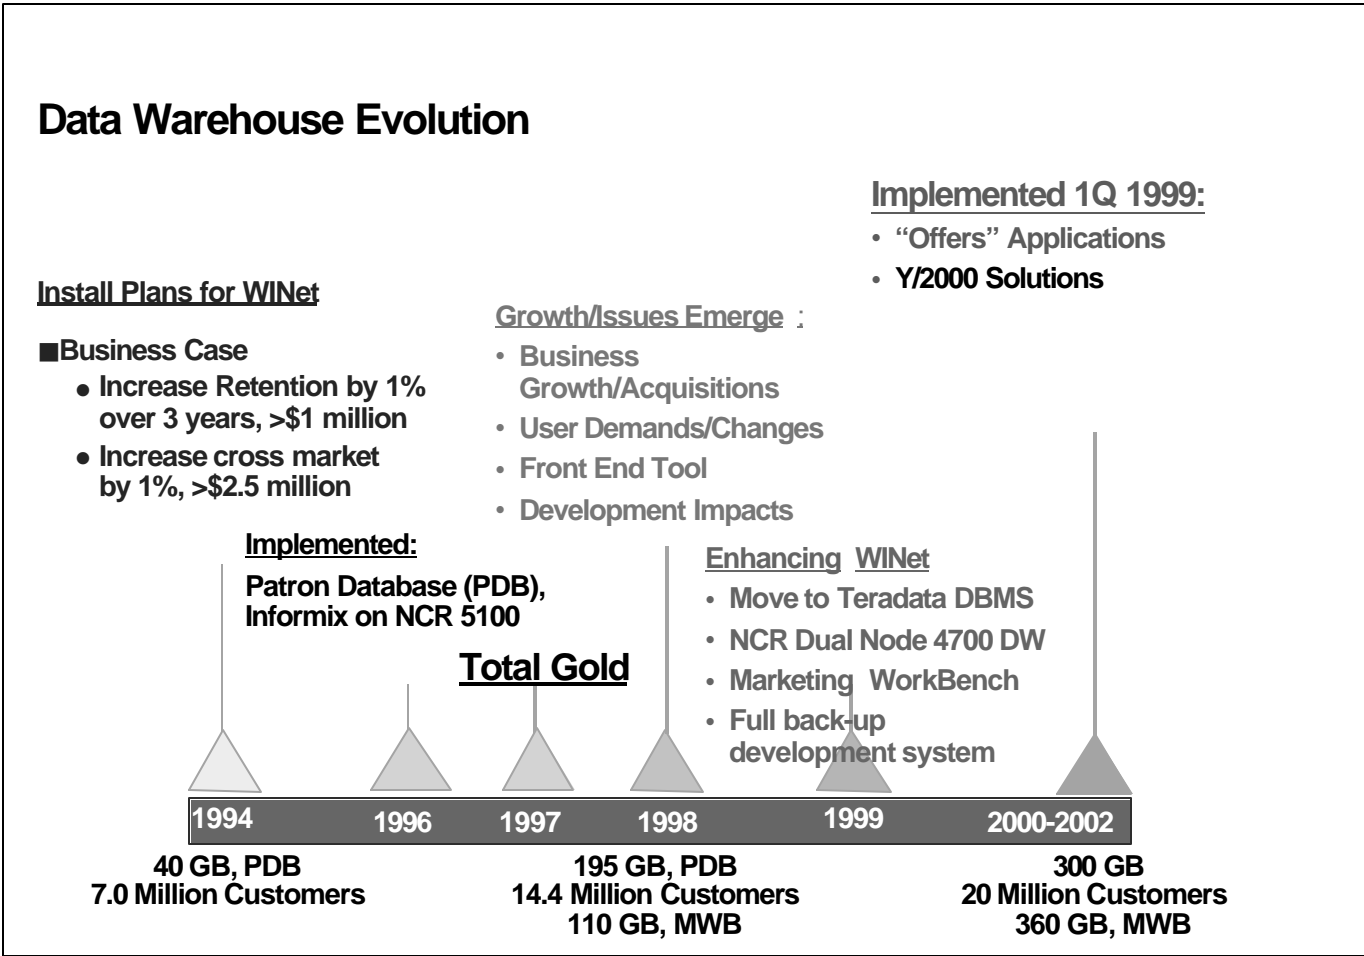 Data Warehouse Evolution
Implemented 1Q 1999:
• “Offers” Applications
• Y/2000 Solutions
Install Plans for WINet
■Business Case
● Increase Retention by 1%
over 3 years, >$1 million
● Increase cross market
by 1%, >$2.5 million
Growth/Issues Emerge :
• Business
Growth/Acquisitions
• User Demands/Changes
• Front End Tool
• Development Impacts
Implemented:
Patron Database (PDB),
Informix on NCR 5100
Total Gold
Enhancing WINet
• Move to Teradata DBMS
• NCR Dual Node 4700 DW
• Marketing WorkBench
• Full back-up
development system
1994 1996 1997 1998 1999 2000-2002
40 GB, PDB
7.0 Million Customers
195 GB, PDB
14.4 Million Customers
110 GB, MWB
300 GB
20 Million Customers
360 GB, MWB